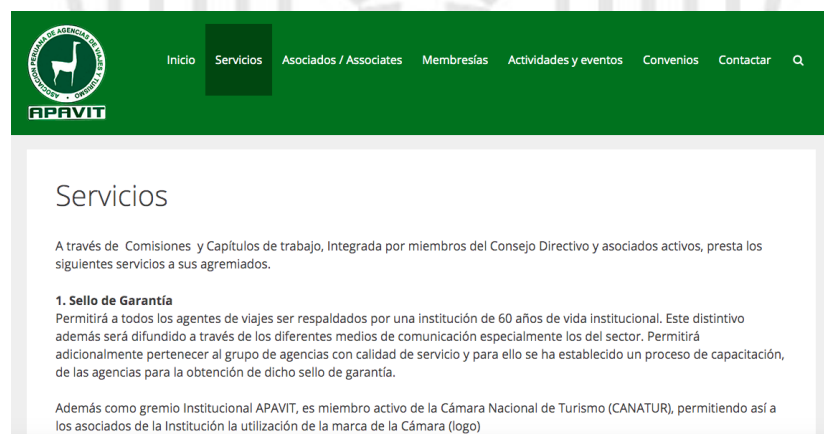 ASOCIACION PERUANA DE AGENCIAS DE VIAJES Y TURISMO
APAVIT
Inicio Servicios Asociados / Associates Membresías Actividades y eventos Convenios Contactar
Servicios
A través de Comisiones y Capítulos de trabajo, Integrada por miembros del Consejo Directivo y asociados activos, presta los
siguientes servicios a sus agremiados.
1. Sello de Garantía
Permitirá a todos los agentes de viajes ser respaldados por una institución de 60 años de vida institucional. Este distintivo
además será difundido a través de los diferentes medios de comunicación especialmente los del sector. Permitirá
adicionalmente pertenecer al grupo de agencias con calidad de servicio y para ello se ha establecido un proceso de capacitación,
de las agencias para la obtención de dicho sello de garantía.
Además como gremio Institucional APAVIT, es miembro activo de la Cámara Nacional de Turismo (CANATUR), permitiendo así a
los asociados de la Institución la utilización de la marca de la Cámara (logo)